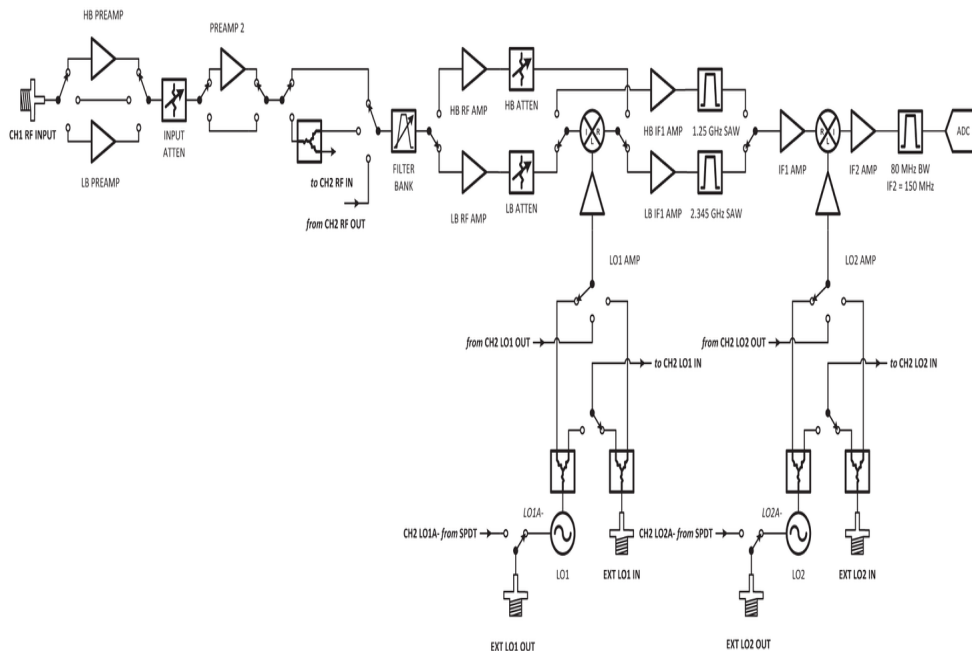 HB PREAMP
PREAMP 2
CH1 RF INPUT
INPUT
ATTEN
LB PREAMP
to CH2 RF IN
from CH2 RF OUT
FILTER
BANK
HB RF AMP
HB ATTEN
LB RF AMP
LB ATTEN
I
R
L
HB IF1 AMP
1.25 GHz SAW
LB IF1 AMP
2.345 GHz SAW
IF1 AMP
R
I
L
IF2 AMP
80 MHz BW
IF2 = 150 MHz
ADC
LO1 AMP
LO2 AMP
from CH2 LO1 OUT
to CH2 LO1 IN
from CH2 LO2 OUT
to CH2 LO2 IN
LO1A-
CH2 LO1A- from SPDT
LO1
EXT LO1 IN
EXT LO1 OUT
LO2A-
CH2 LO2A- from SPDT
LO2
EXT LO2 IN
EXT LO2 OUT